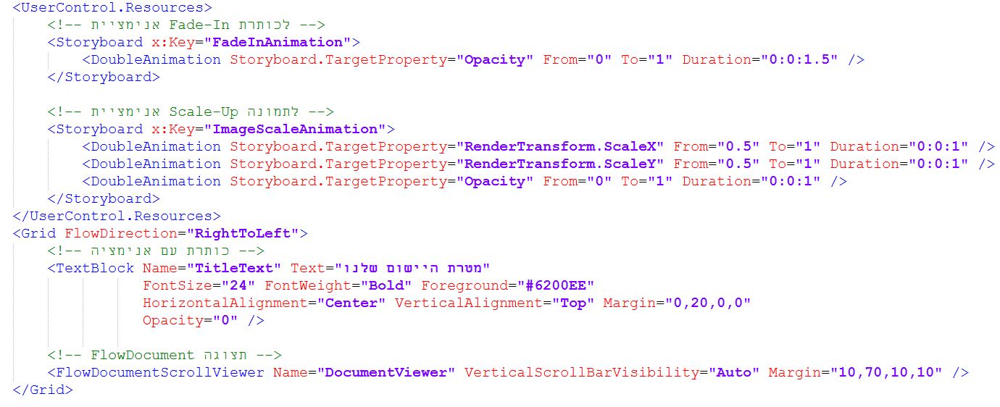 <UserControl.Resources>
<!-- אנימציית Fade-In לכותרת -->
<Storyboard x:Key="FadeInAnimation">
<DoubleAnimation Storyboard.TargetProperty="Opacity" From="0" To="1" Duration="0:0:1.5" />
</Storyboard>
<!-- אנימציית Scale-Up לתמונה -->
<Storyboard x:Key="ImageScaleAnimation">
<DoubleAnimation Storyboard.TargetProperty="RenderTransform.ScaleX" From="0.5" To="1" Duration="0:0:1" />
<DoubleAnimation Storyboard.TargetProperty="RenderTransform.ScaleY" From="0.5" To="1" Duration="0:0:1" />
<DoubleAnimation Storyboard.TargetProperty="Opacity" From="0" To="1" Duration="0:0:1" />
</Storyboard>
</UserControl.Resources>
<Grid FlowDirection="RightToLeft">
<!-- כותרת עם אנימציה -->
<TextBlock Name="TitleText" Text="מטרת היישום שלנו"
FontSize="24" FontWeight="Bold" Foreground="#6200EE"
HorizontalAlignment="Center" VerticalAlignment="Top" Margin="0,20,0,0"
Opacity="0" />
<!-- FlowDocument תצוגה -->
<FlowDocumentScrollViewer Name="DocumentViewer" VerticalScrollBarVisibility="Auto" Margin="10,70,10,10" />
</Grid>